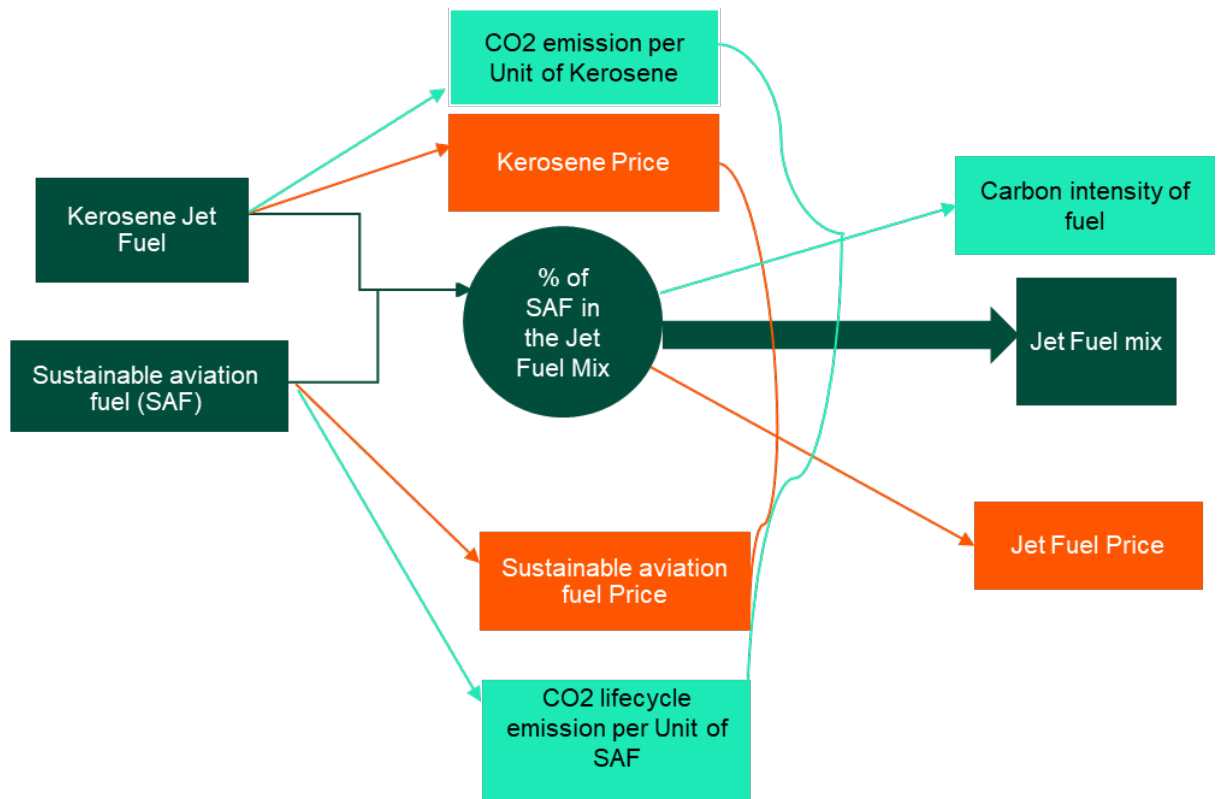 CO2 emission per
Unit of Kerosene
Kerosene Price
Kerosene Jet
Fuel
Carbon intensity of
fuel
% of
SAF in
the Jet
Fuel Mix
Jet Fuel mix
Sustainable aviation
fuel (SAF)
Sustainable aviation
fuel Price
Jet Fuel Price
CO2 lifecycle
emission per Unit of
SAF